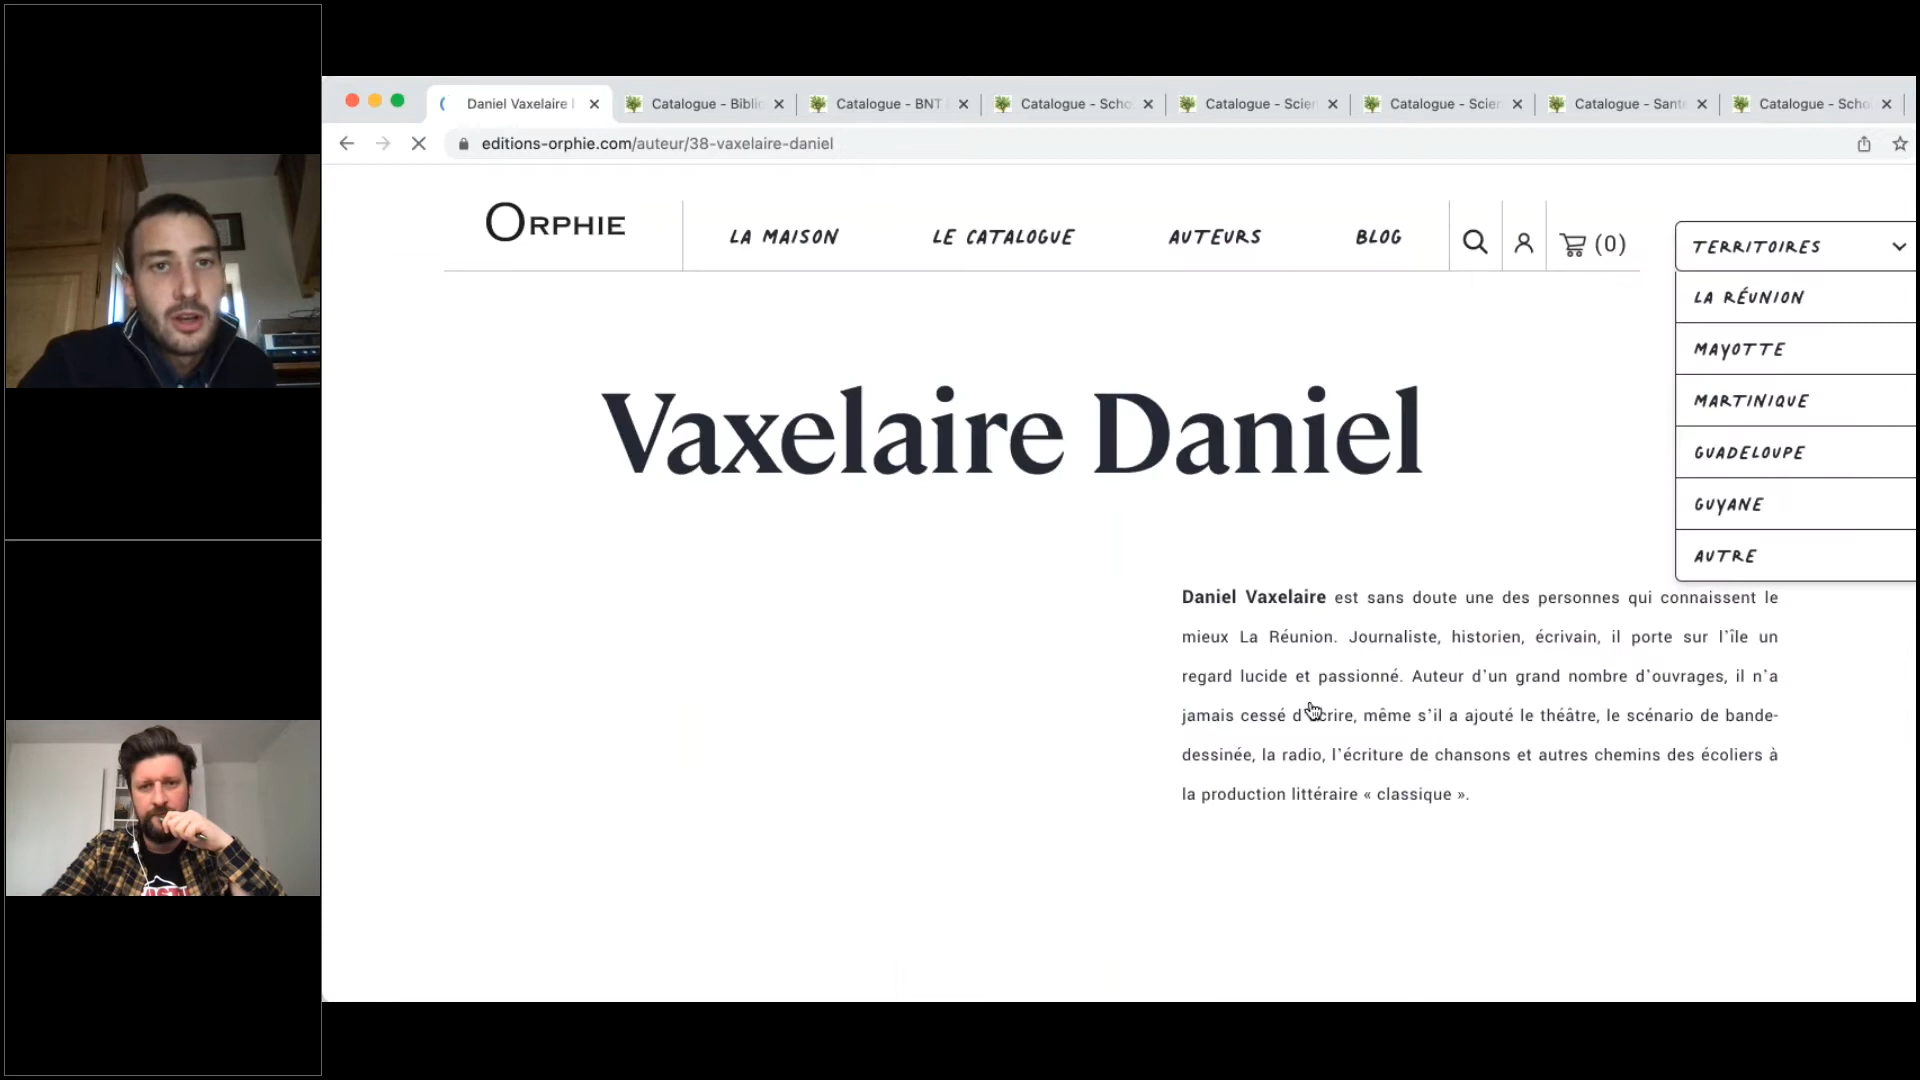 Daniel Vaxelaire
Catalogue - Biblio
Catalogue - BNT
Catalogue - Scho
Catalogue - Scien
Catalogue - Scien
Catalogue - Sant
Catalogue - Scho
editions-orphie.com/auteur/38-vaxelaire-daniel
ORPHIE
LA MAISON
LE CATALOGUE
AUTEURS
BLOG
(0)
TERRITOIRES
LA RÉUNION
MAYOTTE
MARTINIQUE
GUADELOUPE
GUYANE
AUTRE
Vaxelaire Daniel
Daniel Vaxelaire est sans doute une des personnes qui connaissent le
mieux La Réunion. Journaliste, historien, écrivain, il porte sur l'île un
regard lucide et passionné. Auteur d'un grand nombre d'ouvrages, il n'a
jamais cessé d'écrire, même s'il a ajouté le théâtre, le scénario de bande-
dessinée, la radio, l'écriture de chansons et autres chemins des écoliers à
la production littéraire « classique ».